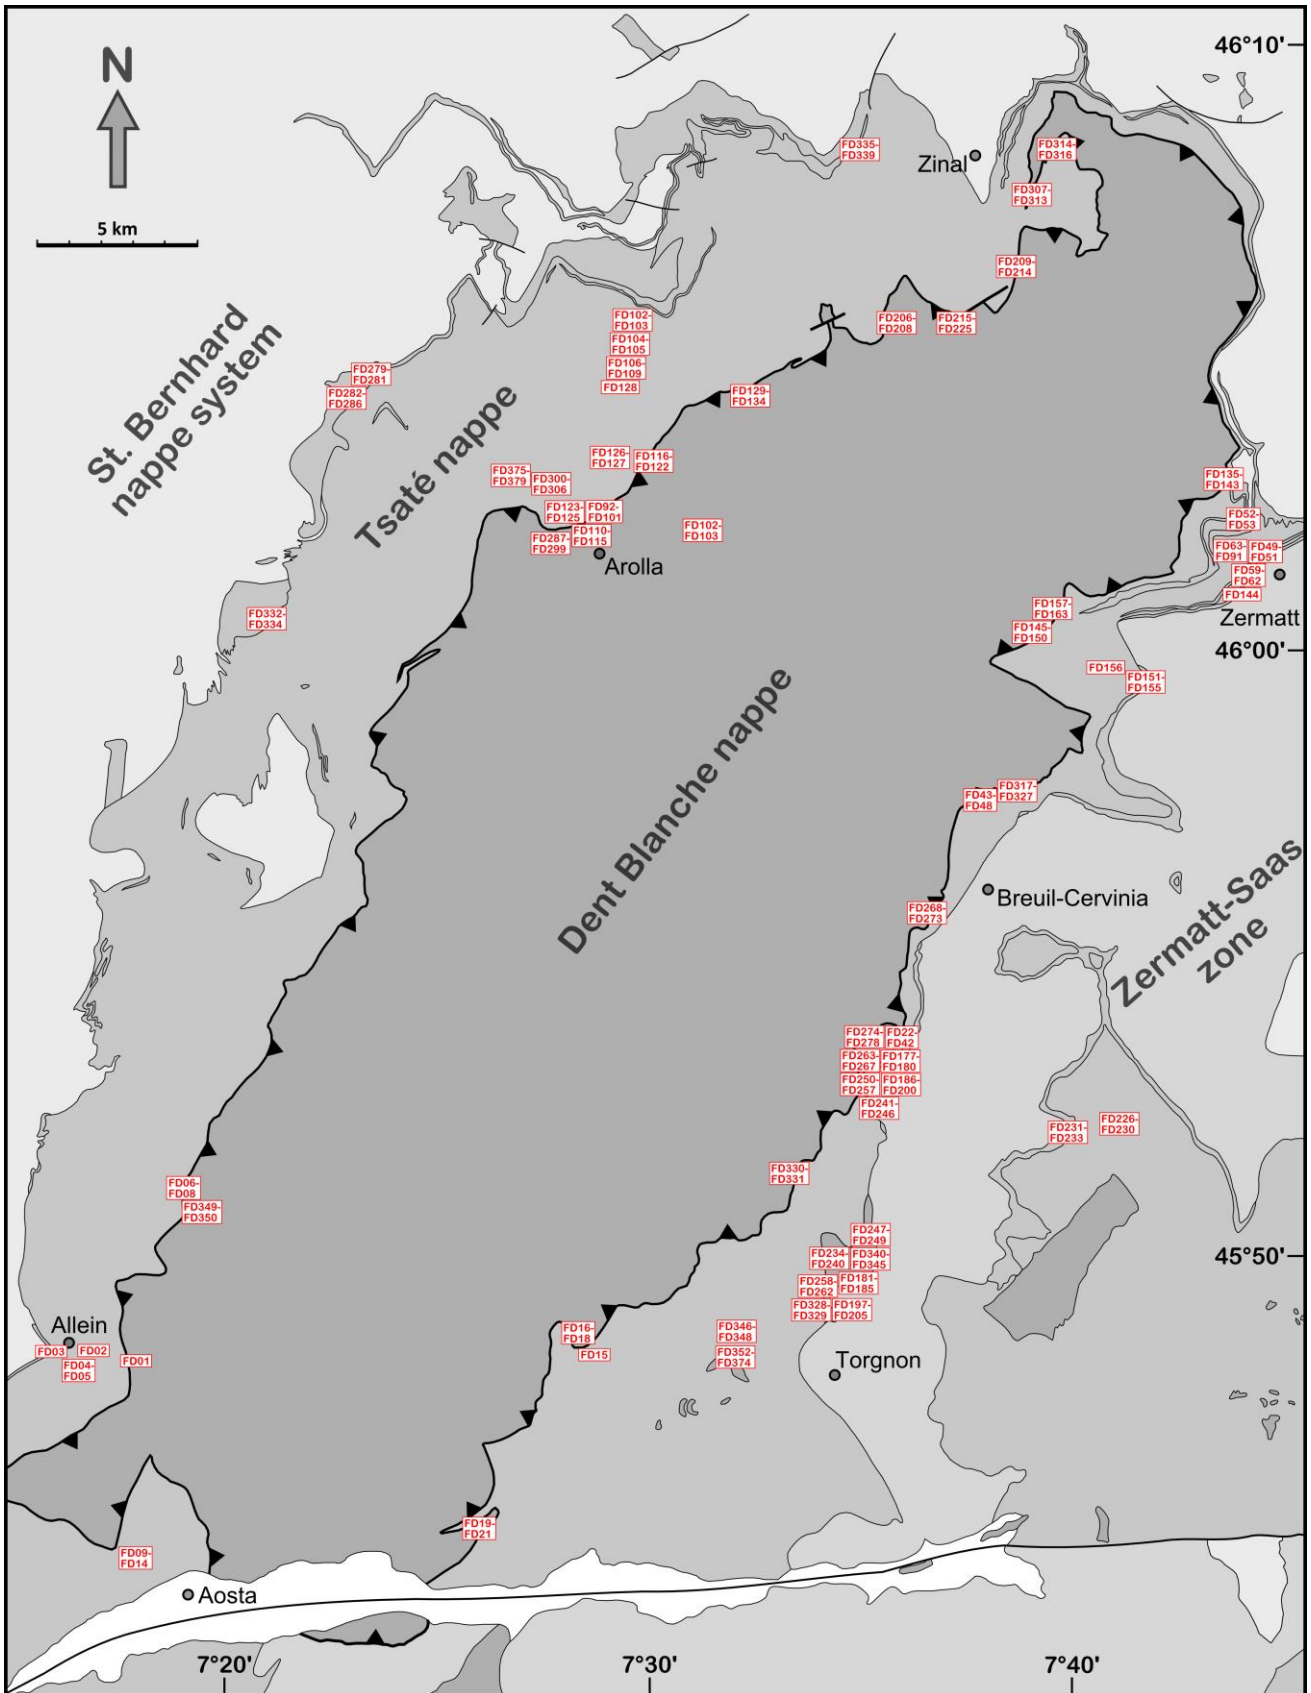 46°10'
N
5 km
FD335-
FD339
Zinal
FD314-
FD316
FD307-
FD313
FD209-
FD214
St. Bernhard
nappe system
FD102-
FD103
FD104-
FD105
FD106-
FD109
FD128
FD206-
FD208
FD215-
FD225
FD279-
FD281
FD282-
FD286
FD129-
FD134
Tsaté nappe
FD126-
FD127
FD116-
FD122
FD375-
FD379
FD300-
FD306
FD123-
FD125
FD92-
FD101
FD110-
FD115
FD287-
FD299
Arolla
FD102-
FD103
FD135-
FD143
FD52-
FD53
FD63-
FD91
FD49-
FD51
FD59-
FD62
FD144
Zermatt
FD332-
FD334
FD157-
FD163
FD145-
FD150
46°00'
FD156
FD151-
FD155
Dent Blanche nappe
FD43-
FD48
FD317-
FD327
Breuil-Cervinia
Zermatt-Saas
zone
FD268-
FD273
FD274-
FD278
FD22-
FD42
FD263-
FD267
FD177-
FD180
FD250-
FD257
FD186-
FD200
FD241-
FD246
FD231-
FD233
FD226-
FD230
FD330-
FD331
FD06-
FD08
FD349-
FD350
FD247-
FD249
FD234-
FD240
FD340-
FD345
45°50'
FD258-
FD262
FD181-
FD185
FD328-
FD329
FD197-
FD205
Allein
FD03
FD02
FD04-
FD05
FD01
FD16-
FD18
FD15
FD346-
FD348
FD352-
FD374
Torgnon
FD19-
FD21
FD09-
FD14
Aosta
7°20'
7°30'
7°40'